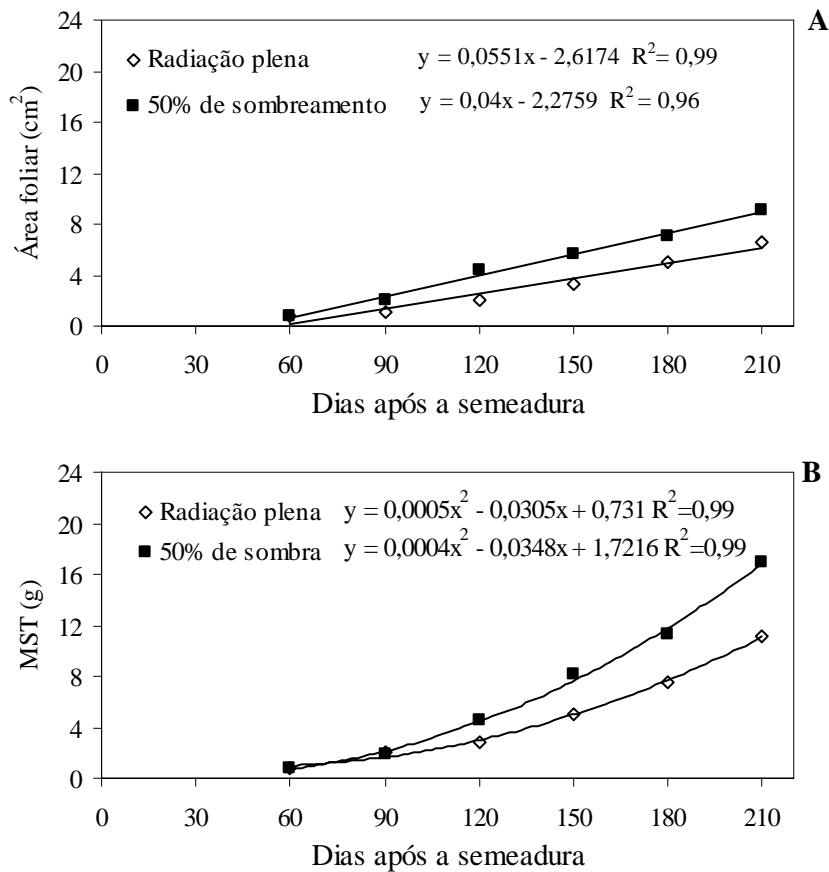 A
24
20
16
12
8
4
0
Área foliar (cm²)
Radiação plena y = 0,0551x - 2,6174 R²= 0,99
50% de sombreamento y = 0,04x - 2,2759 R² = 0,96
0 30 60 90 120 150 180 210
Dias após a semeadura
B
24
20
16
12
8
4
0
MST (g)
Radiação plena y = 0,0005x² - 0,0305x + 0,731 R²=0,99
50% de sombra y = 0,0004x² - 0,0348x + 1,7216 R²=0,99
0 30 60 90 120 150 180 210
Dias após a semeadura